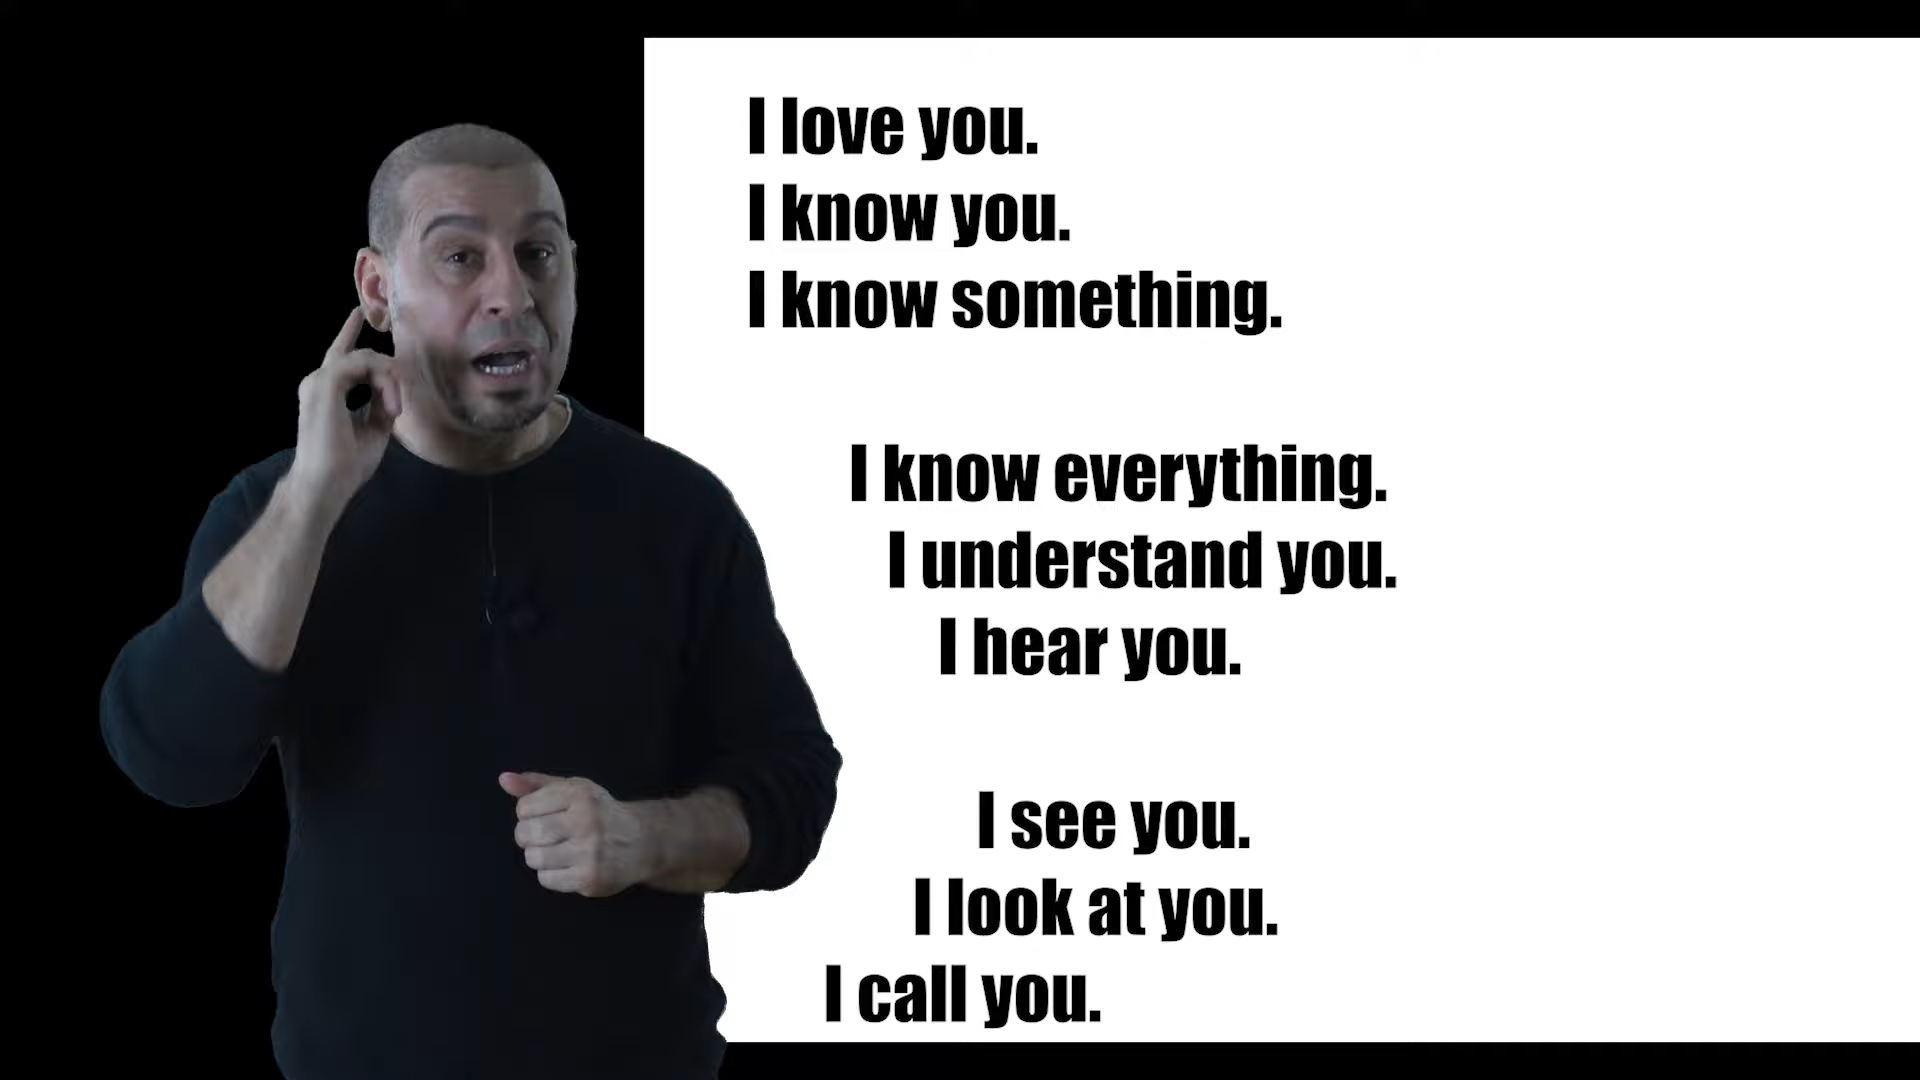 I love you.
I know you.
I know something.
I know everything.
I understand you.
I hear you.
I see you.
I look at you.
I call you.